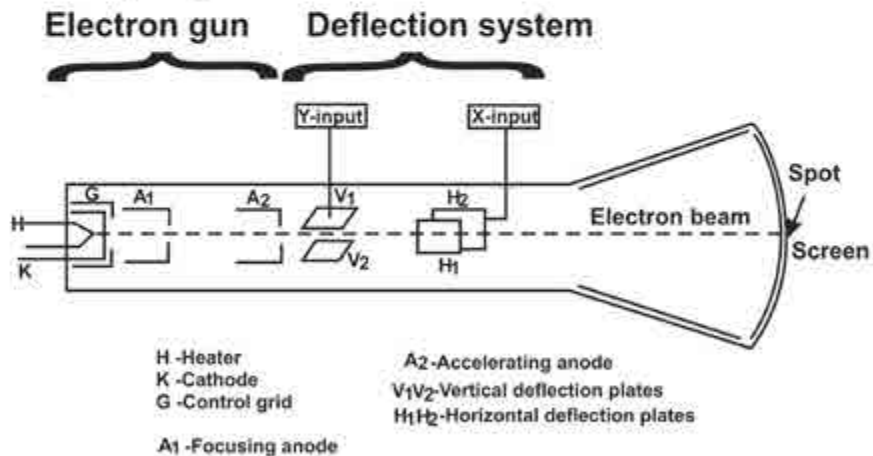 Electron gun
Deflection system
Y-input
X-input
G
A1
A2
V1
H2
Spot
H
Electron beam
K
V2
H1
Screen
H -Heater
K -Cathode
G -Control grid
A1 -Focusing anode
A2-Accelerating anode
V1V2-Vertical deflection plates
H1H2-Horizontal deflection plates